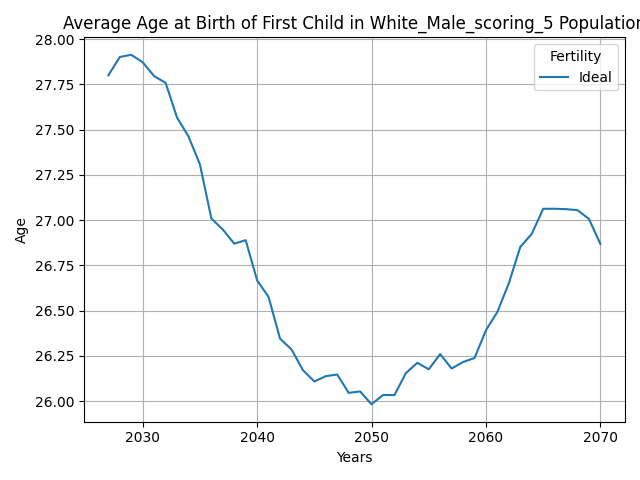 Average Age at Birth of First Child in White_Male_scoring_5 Population
28.00
27.75
27.50
27.25
27.00
26.75
26.50
26.25
26.00
Age
Fertility
Ideal
2030 2040 2050 2060 2070
Years